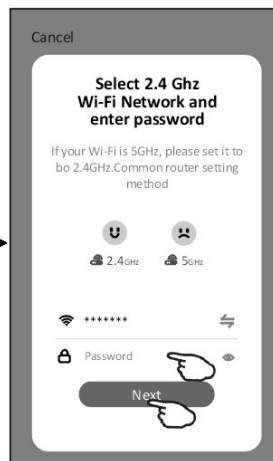 Cancel
Select 2.4 Ghz
Wi-Fi Network and
enter password
If your Wi-Fi is 5GHz, please set it to
bo 2.4GHz.Common router setting
method
2.4GHz 5GHz
*******
Password
Next